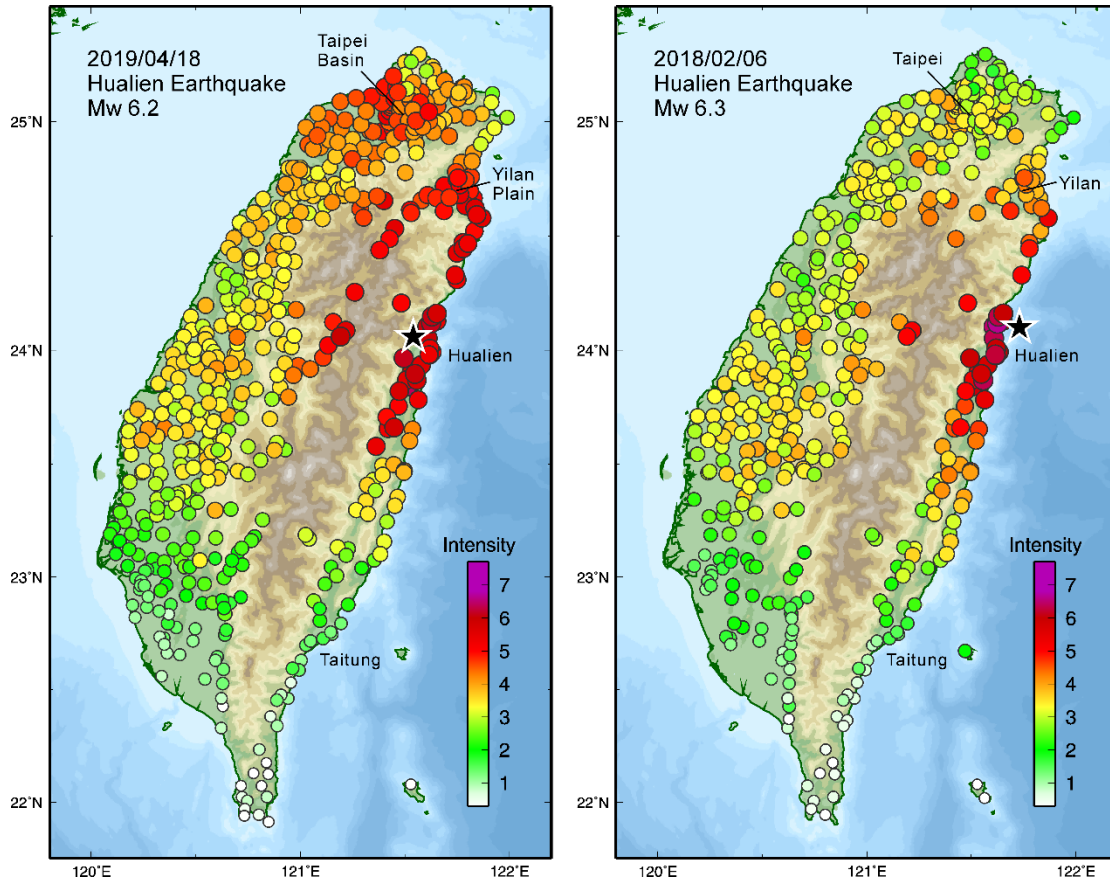 2019/04/18
Hualien Earthquake
Mw 6.2
Taipei
Basin
Yilan
Plain
Hualien
Taitung
Intensity
7
6
5
4
3
2
1
25°N
24°N
23°N
22°N
120°E
121°E
122°E
2018/02/06
Hualien Earthquake
Mw 6.3
Taipei
Yilan
Hualien
Taitung
Intensity
7
6
5
4
3
2
1
25°N
24°N
23°N
22°N
120°E
121°E
122°E